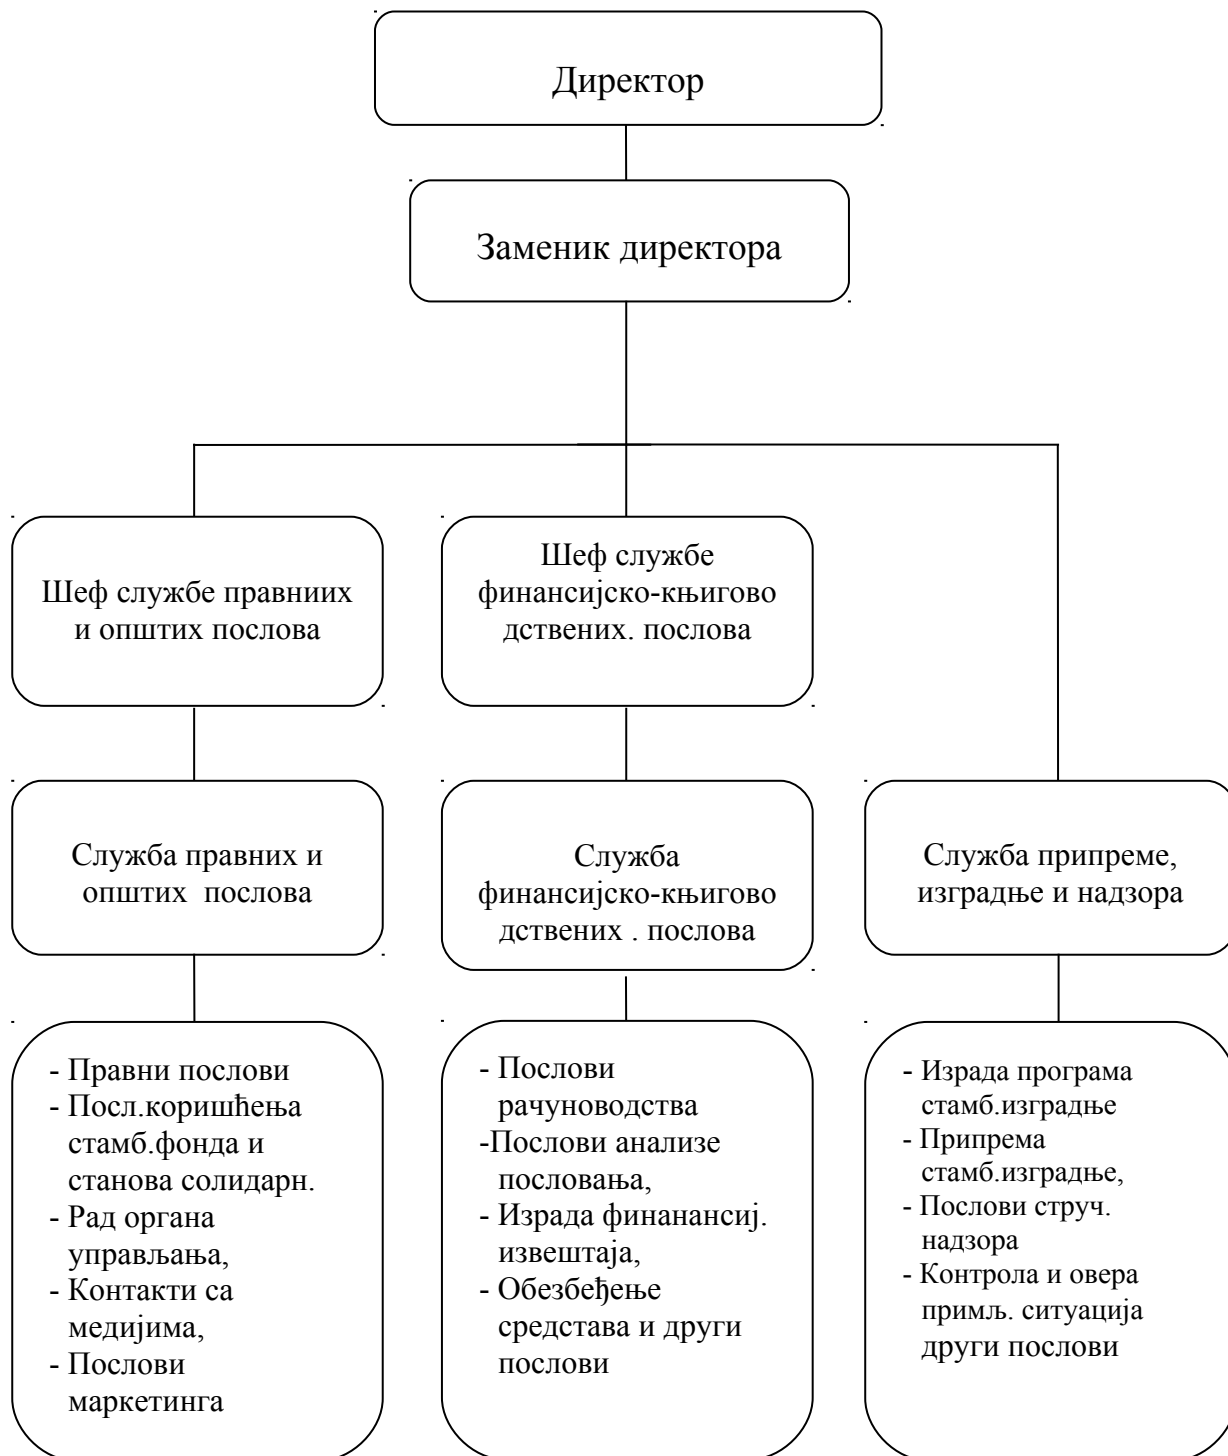 Директор
Заменик директора
Шеф службе правниих
и општих послова
Шеф службе
финансијско-књигово
дствених. послова
Служба правних и
општих  послова
Служба
финансијско-књигово
дствених . послова
Служба припреме,
изградње и надзора
- Правни послови
- Посл.коришћења
стамб.фонда и
станова солидарн.
- Рад органа
управљања,
- Контакти са
медијима,
- Послови
маркетинга
- Послови
рачуноводства
-Послови анализе
пословања,
- Израда финанансиј.
извештаја,
- Обезбеђење
средстава и други
послови
- Израда програма
стамб.изградње
- Припрема
стамб.изградње,
- Послови струч.
надзора
- Контрола и овера
примљ. ситуација
други послови